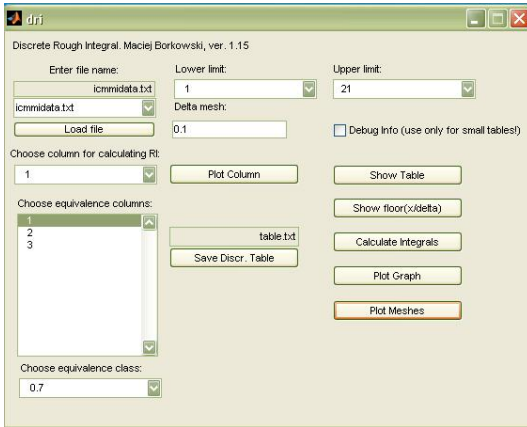 dri
Discrete Rough Integral. Maciej Borkowski, ver. 1.15
Enter file name:
Lower limit:
Upper limit:
icmmidata.txt
1
21
icmmidata.txt
Delta mesh:
Load file
0.1
Debug Info (use only for small tables!)
Choose column for calculating RI:
1
Plot Column
Show Table
Choose equivalence columns:
Show floor(x/delta)
1
2
3
table.txt
Calculate Integrals
Save Discr. Table
Plot Graph
Plot Meshes
Choose equivalence class:
0.7